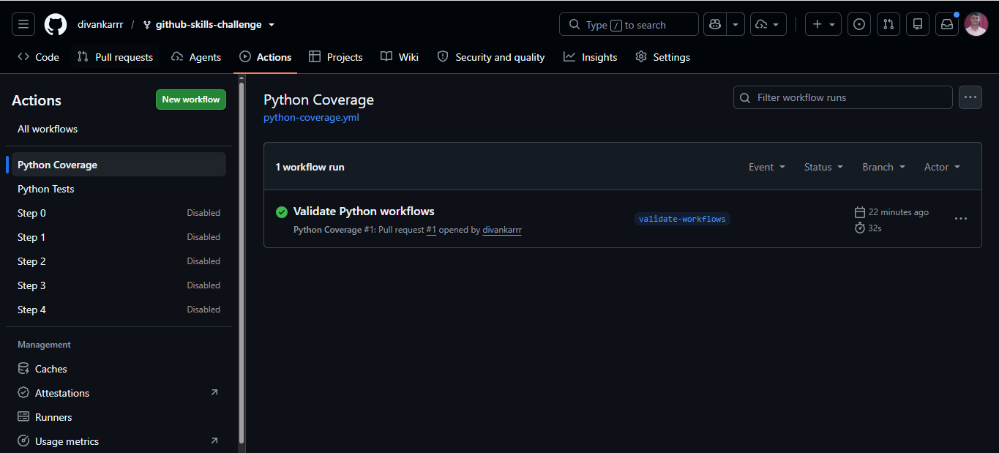 divankarrr / github-skills-challenge
Type / to search
Code Pull requests Agents Actions Projects Wiki Security and quality Insights Settings
Actions
New workflow
All workflows
Python Coverage
Python Tests
Step 0 Disabled
Step 1 Disabled
Step 2 Disabled
Step 3 Disabled
Step 4 Disabled
Management
Caches
Attestations
Runners
Usage metrics
Python Coverage
python-coverage.yml
Filter workflow runs
1 workflow run
Event Status Branch Actor
Validate Python workflows
Python Coverage #1: Pull request #1 opened by divankarrr
validate-workflows
22 minutes ago
32s